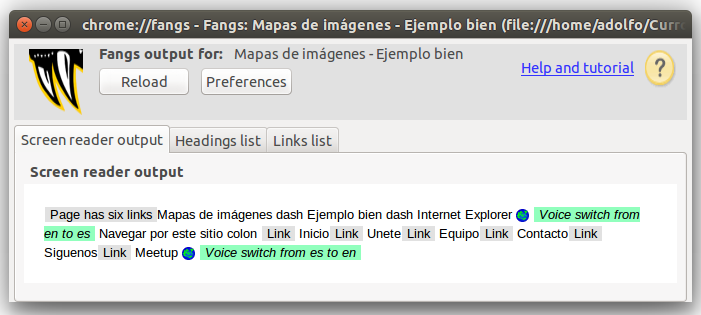 chrome://fangs - Fangs: Mapas de imágenes - Ejemplo bien (file:///home/adolfo/Curro
Fangs output for: Mapas de imágenes - Ejemplo bien
Reload Preferences Help and tutorial ?
Screen reader output Headings list Links list
Screen reader output
Page has six links Mapas de imágenes dash Ejemplo bien dash Internet Explorer Voice switch from
en to es Navegar por este sitio colon Link Inicio Link Unete Link Equipo Link Contacto Link
Siguenos Link Meetup Voice switch from es to en